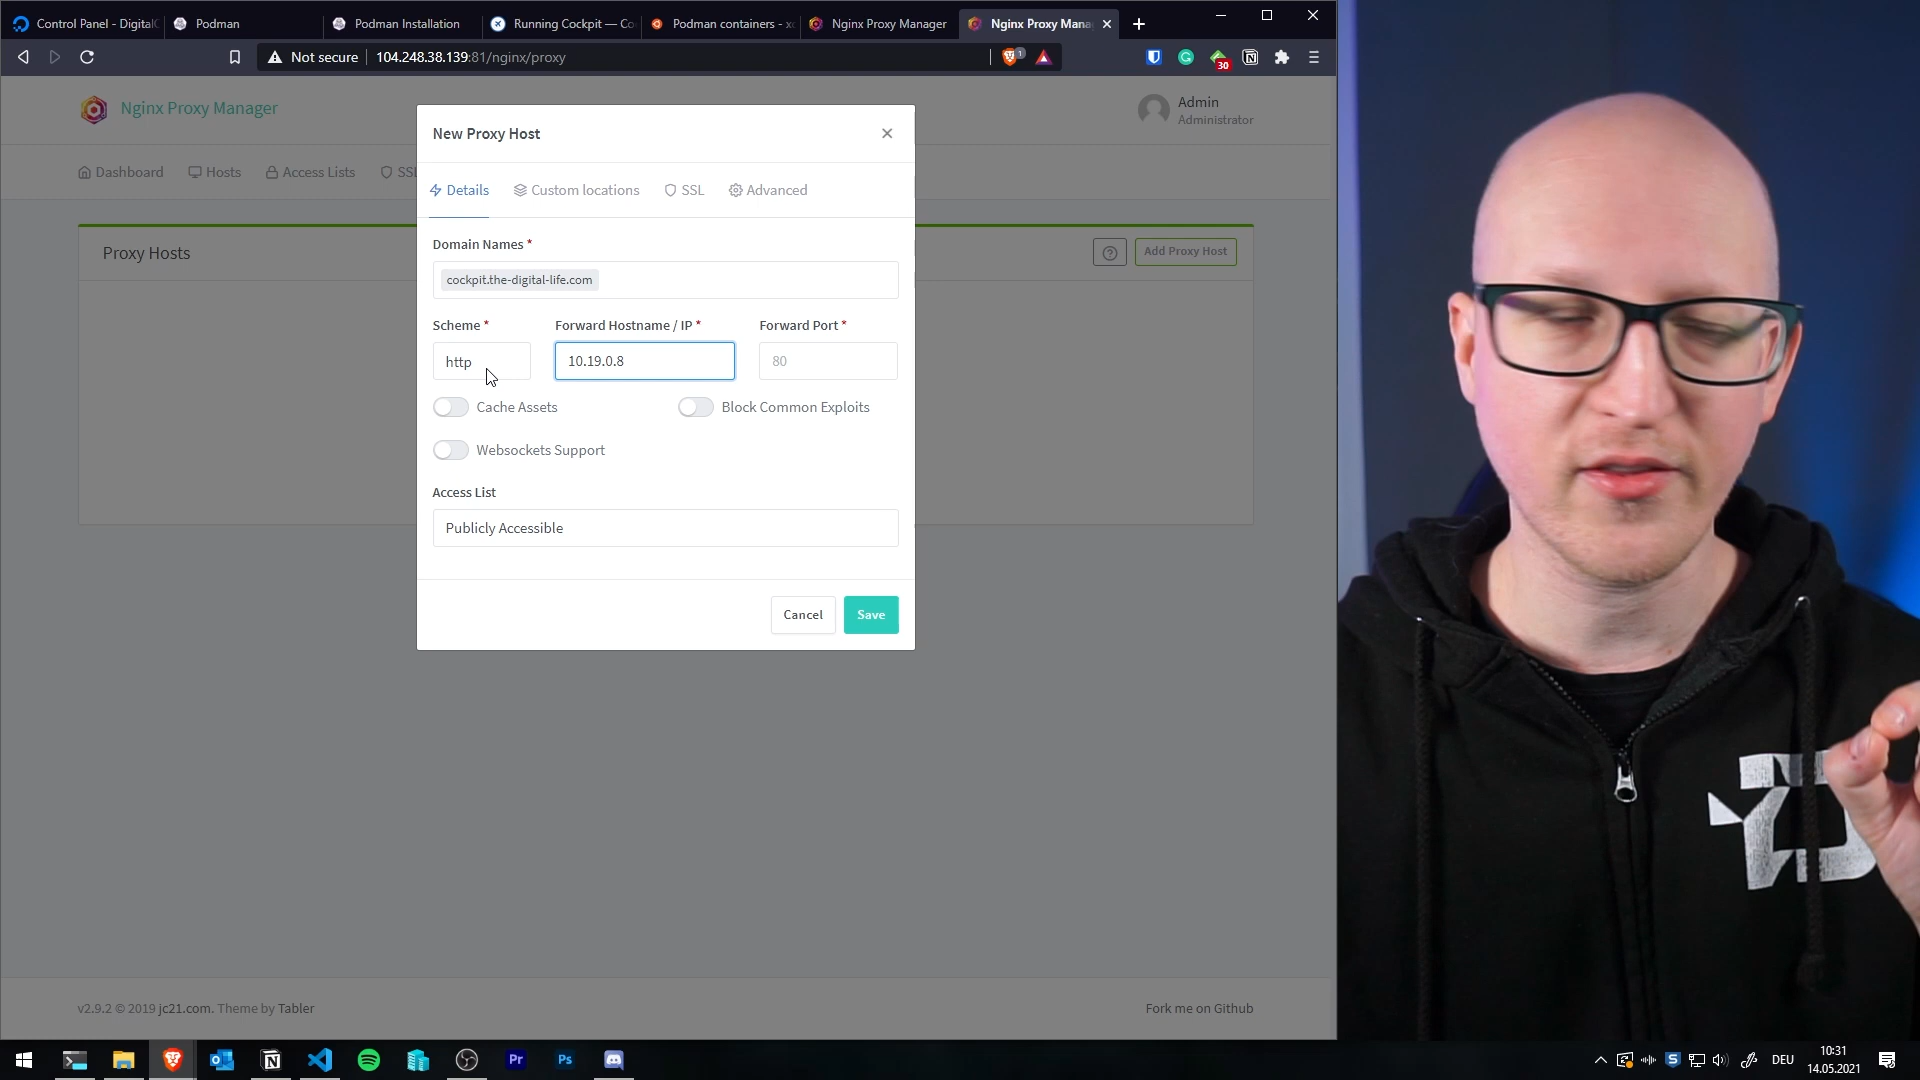 Control Panel - Digital
Podman
Podman Installation
Running Cockpit — Co
Podman containers - x
Nginx Proxy Manager
Nginx Proxy Mana
Not secure
104.248.38.139:81/nginx/proxy
1
30
Nginx Proxy Manager
Admin
Administrator
Dashboard
Hosts
Access Lists
SSL
Proxy Hosts
Add Proxy Host
New Proxy Host
Details
Custom locations
SSL
Advanced
Domain Names *
cockpit.the-digital-life.com
Scheme *
Forward Hostname / IP *
Forward Port *
http
10.19.0.8
80
Cache Assets
Block Common Exploits
Websockets Support
Access List
Publicly Accessible
Cancel
Save
v2.9.2 © 2019 jc21.com. Theme by Tabler
Fork me on Github
Pr
Ps
DEU
10:31
14.05.2021